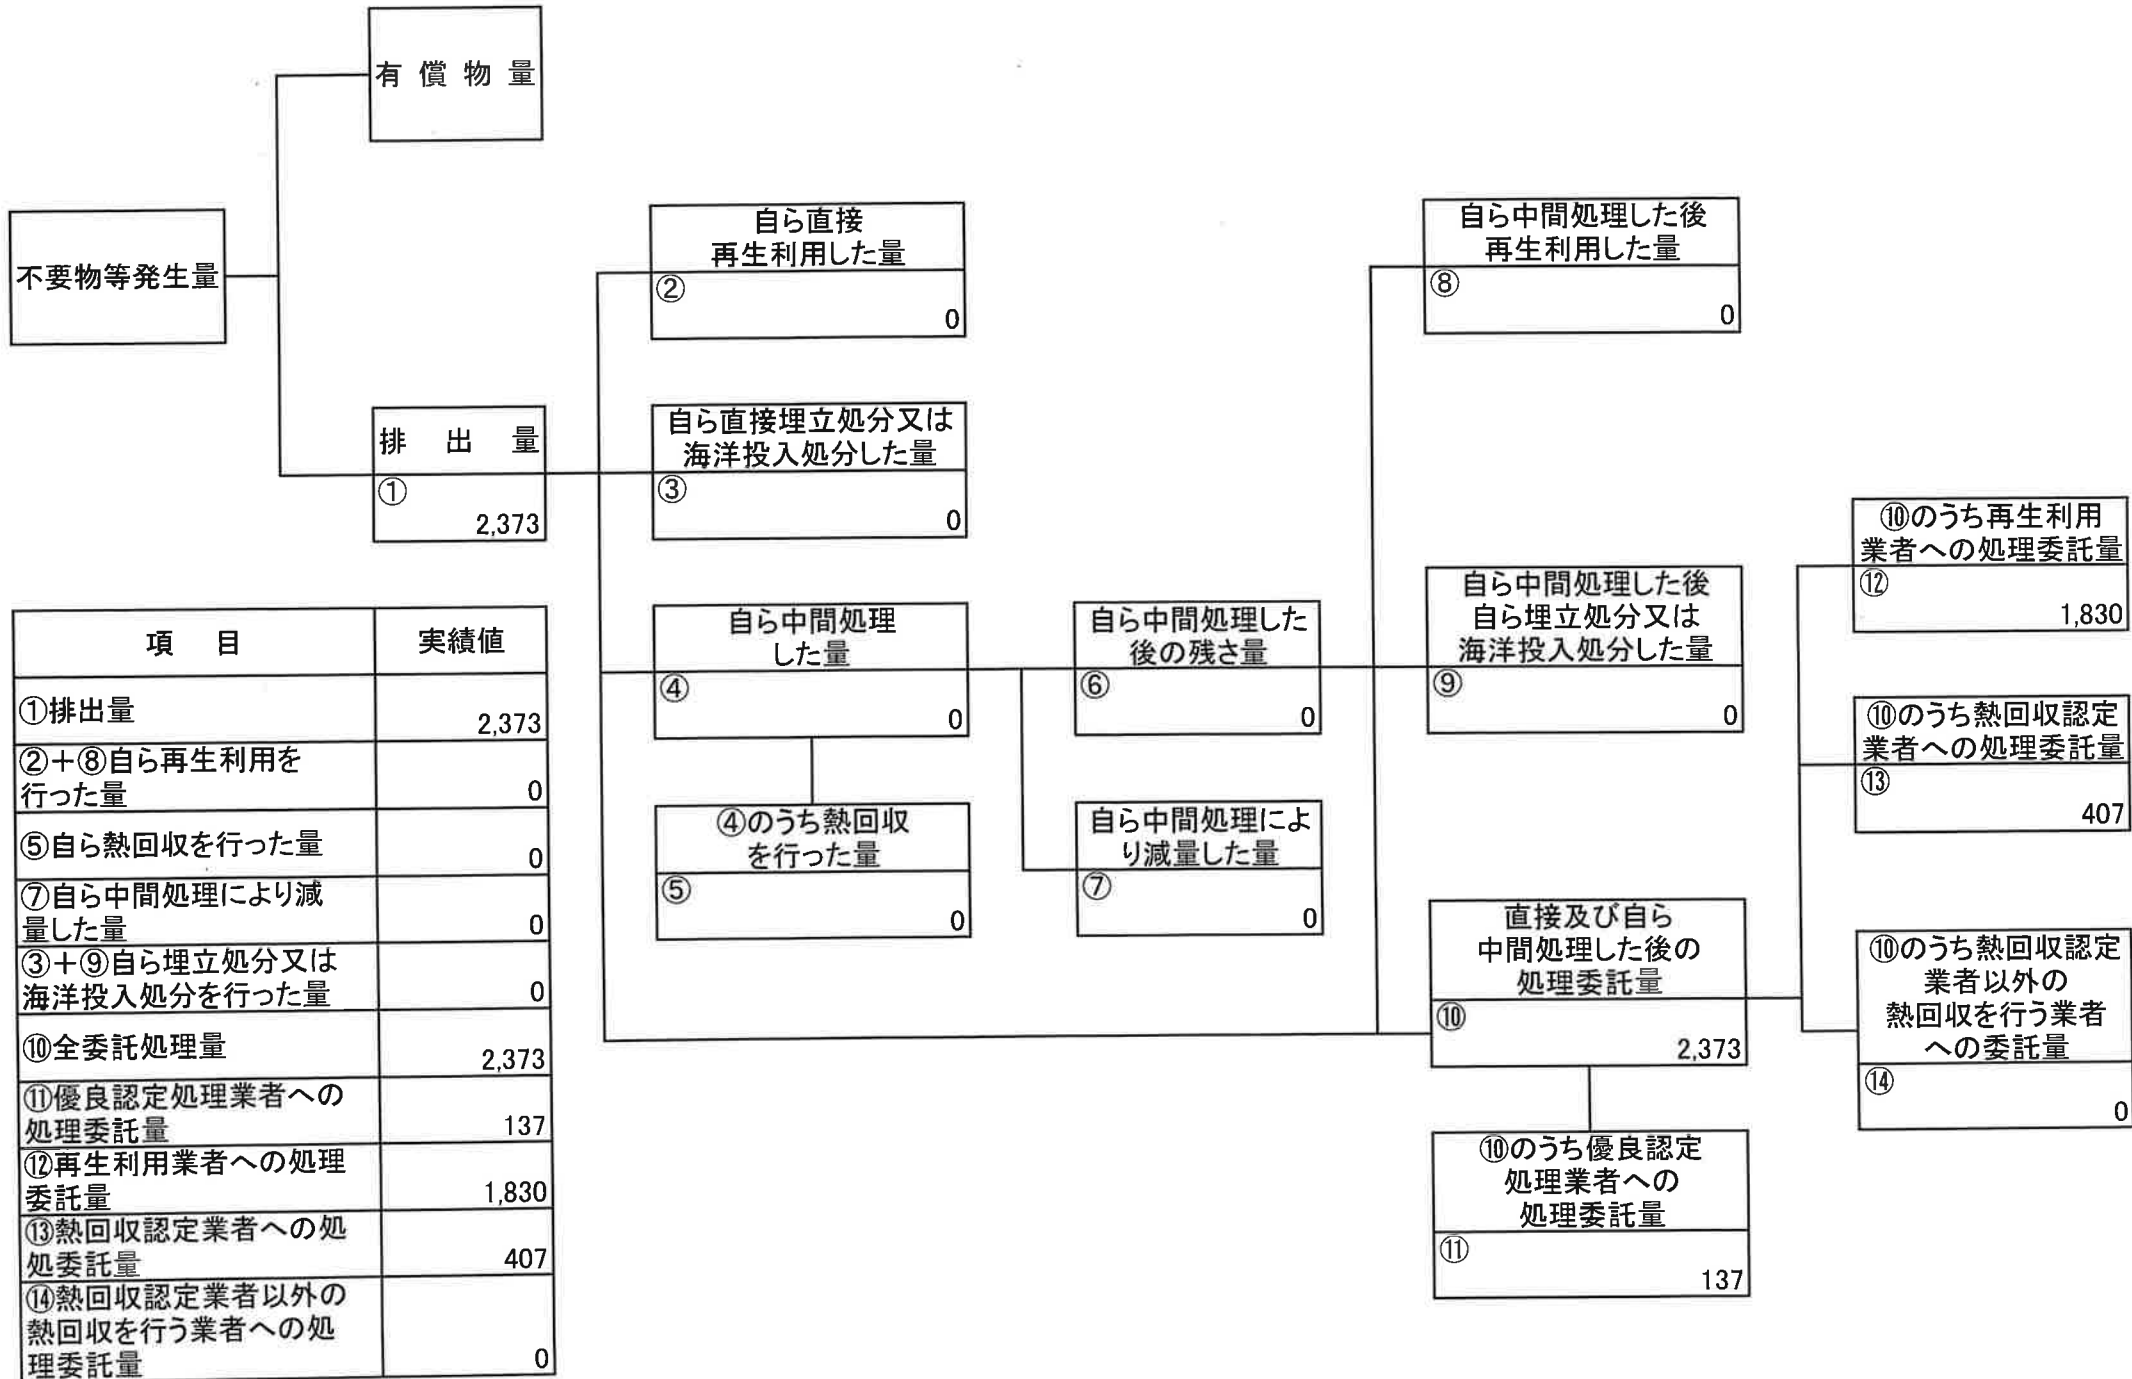 有償物量
不要物等発生量
排出量
①
2,373
自ら直接
再生利用した量
②
0
自ら直接埋立処分又は
海洋投入処分した量
③
0
自ら中間処理
した量
④
0
④のうち熱回収
を行った量
⑤
0
自ら中間処理した
後の残さ量
⑥
0
自ら中間処理によ
り減量した量
⑦
0
自ら中間処理した後
再生利用した量
⑧
0
自ら中間処理した後
自ら埋立処分又は
海洋投入処分した量
⑨
0
直接及び自ら
中間処理した後の
処理委託量
⑩
2,373
⑩のうち優良認定
処理業者への
処理委託量
⑪
137
⑩のうち再生利用
業者への処理委託量
⑫
1,830
⑩のうち熱回収認定
業者への処理委託量
⑬
407
⑩のうち熱回収認定
業者以外の
熱回収を行う業者
への委託量
⑭
0
項目 実績値
①排出量
2,373
②+⑧自ら再生利用を
行った量 0
⑤自ら熱回収を行った量 0
⑦自ら中間処理により減
量した量 0
③+⑨自ら埋立処分又は
海洋投入処分を行った量 0
⑩全委託処理量 2,373
⑪優良認定処理業者への
処理委託量 137
⑫再生利用業者への処理
委託量 1,830
⑬熱回収認定業者への処
処委託量 407
⑭熱回収認定業者以外の
熱回収を行う業者への処
理委託量 0